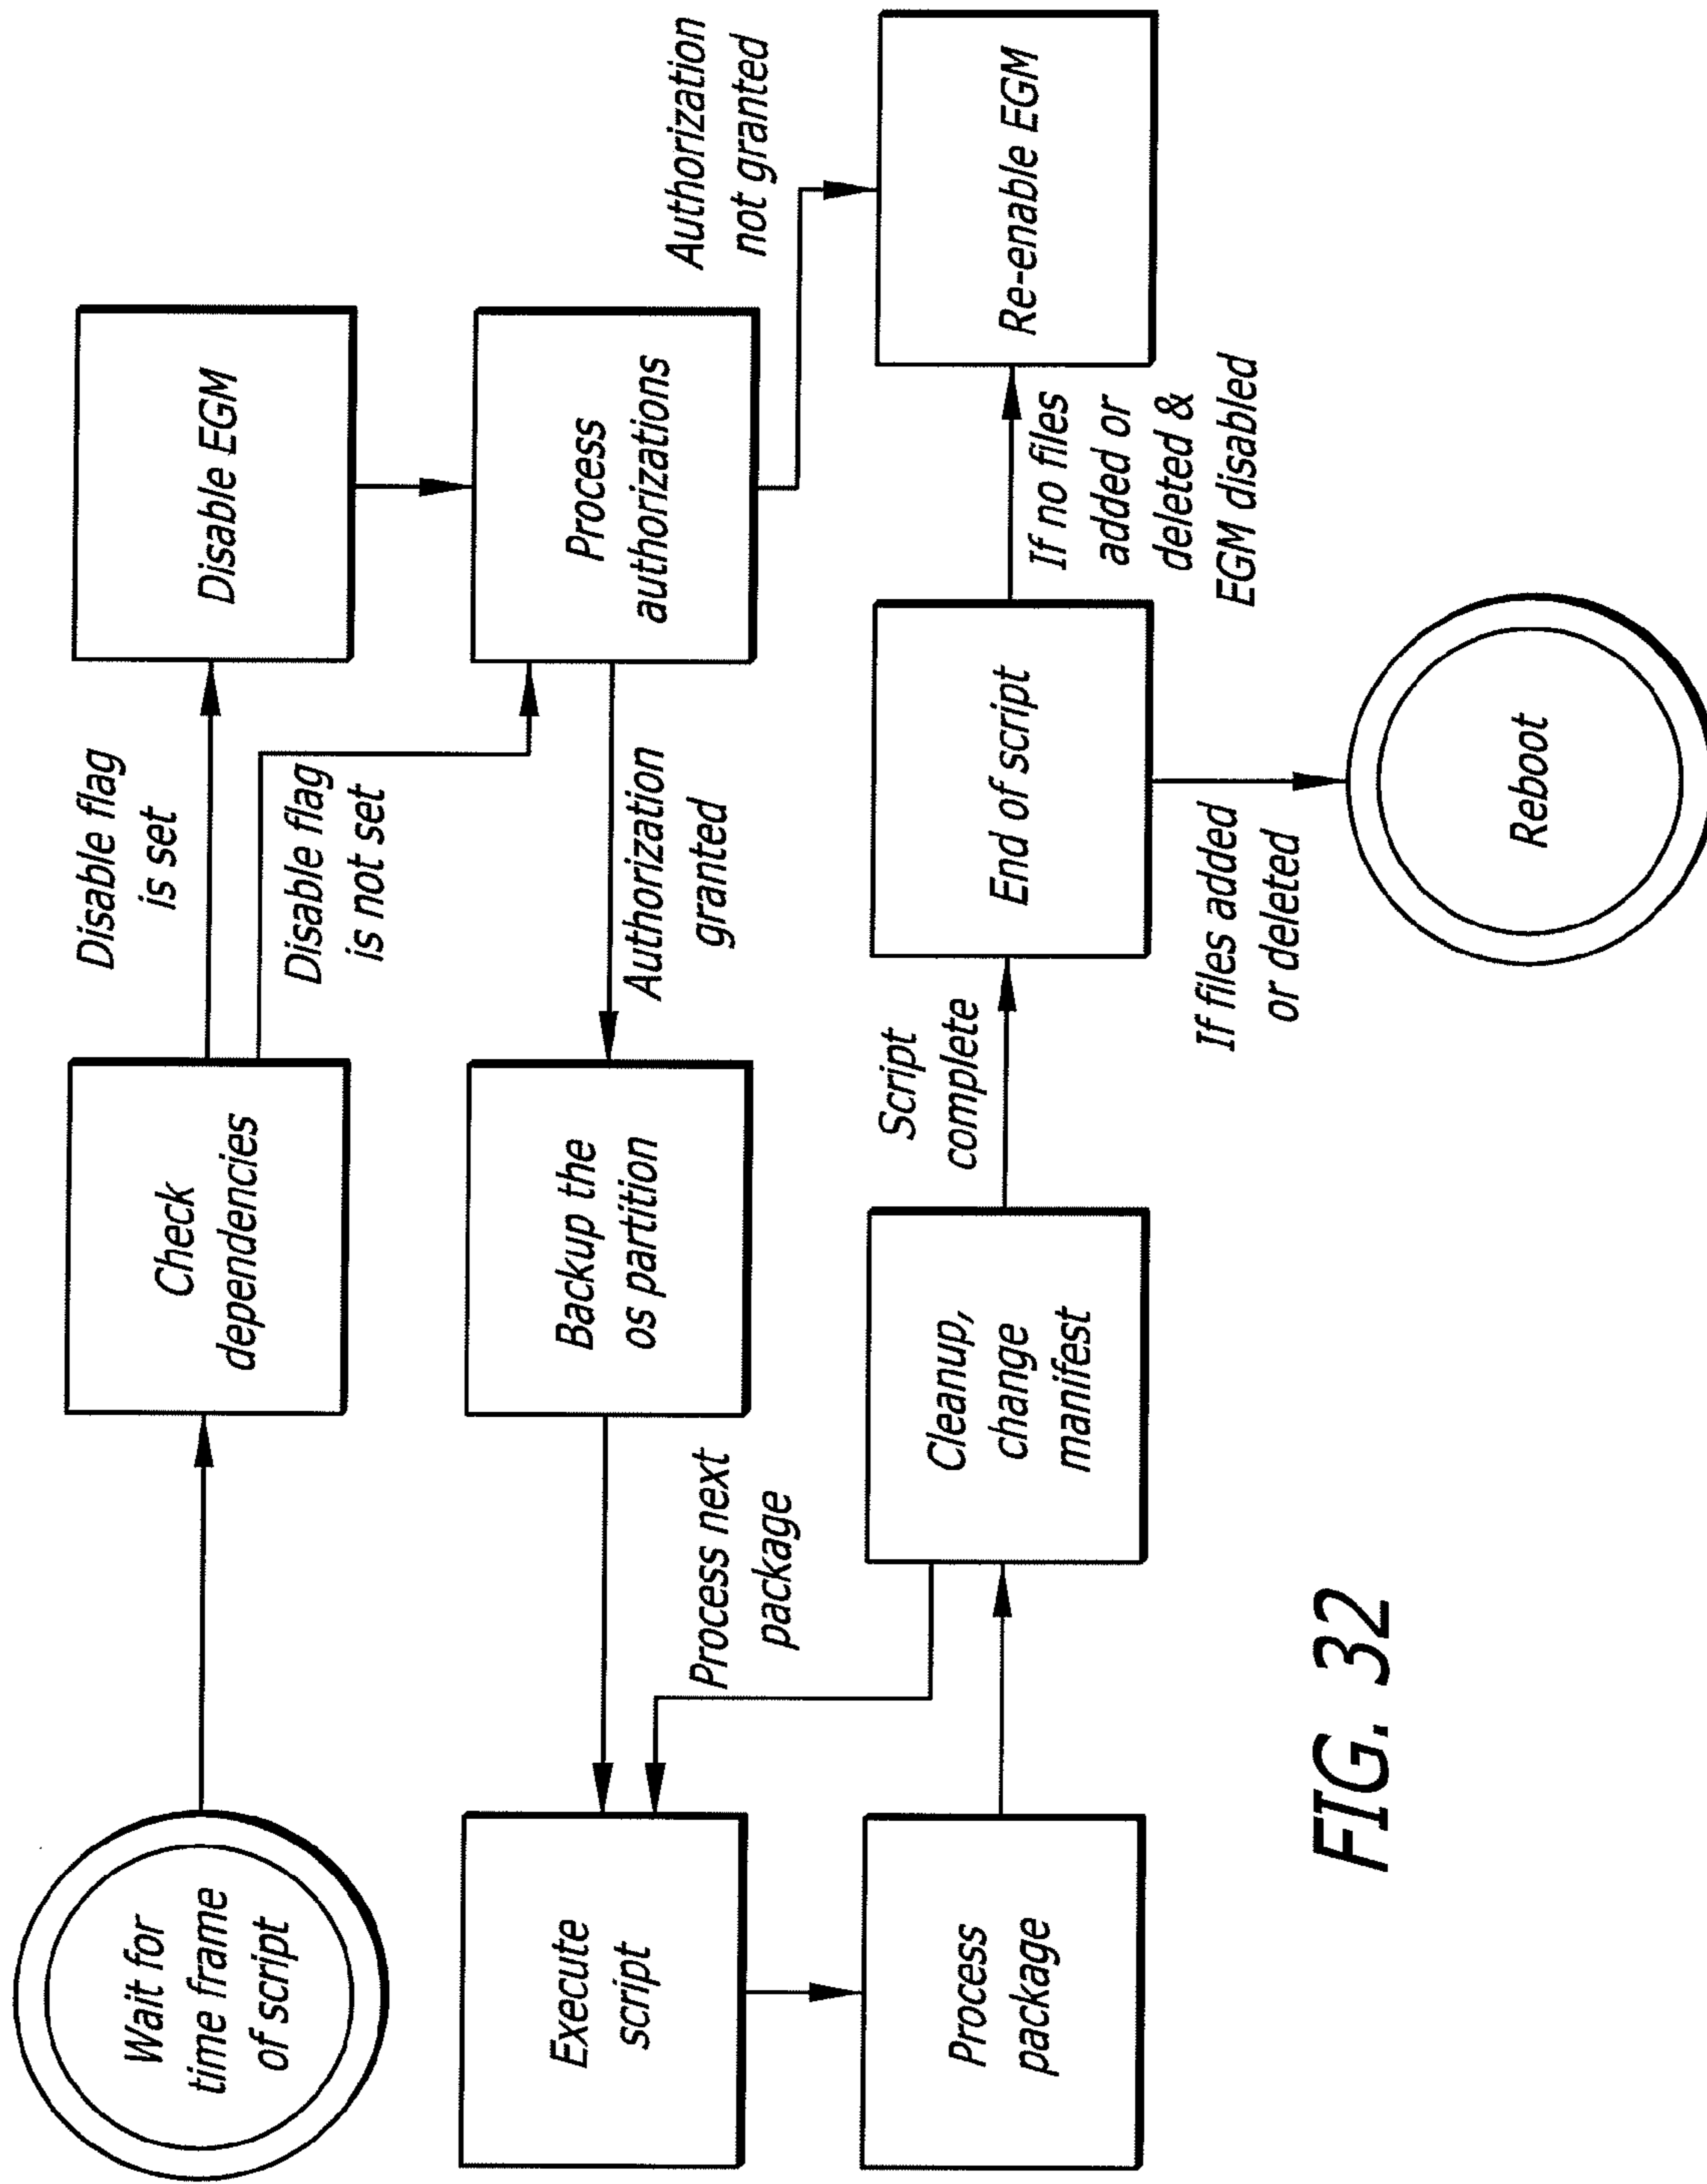 Wait for
time frame
of script
Check
dependencies
Disable flag
is set
Disable flag
is not set
Disable EGM
Execute
script
Process next
package
Backup the
os partition
Authorization
granted
Process
authorizations
Authorization
not granted
Process
package
Cleanup,
change
manifest
Script
complete
End of script
If no files
added or
deleted &
EGM disabled
Re-enable EGM
If files added
or deleted
Reboot
FIG. 32